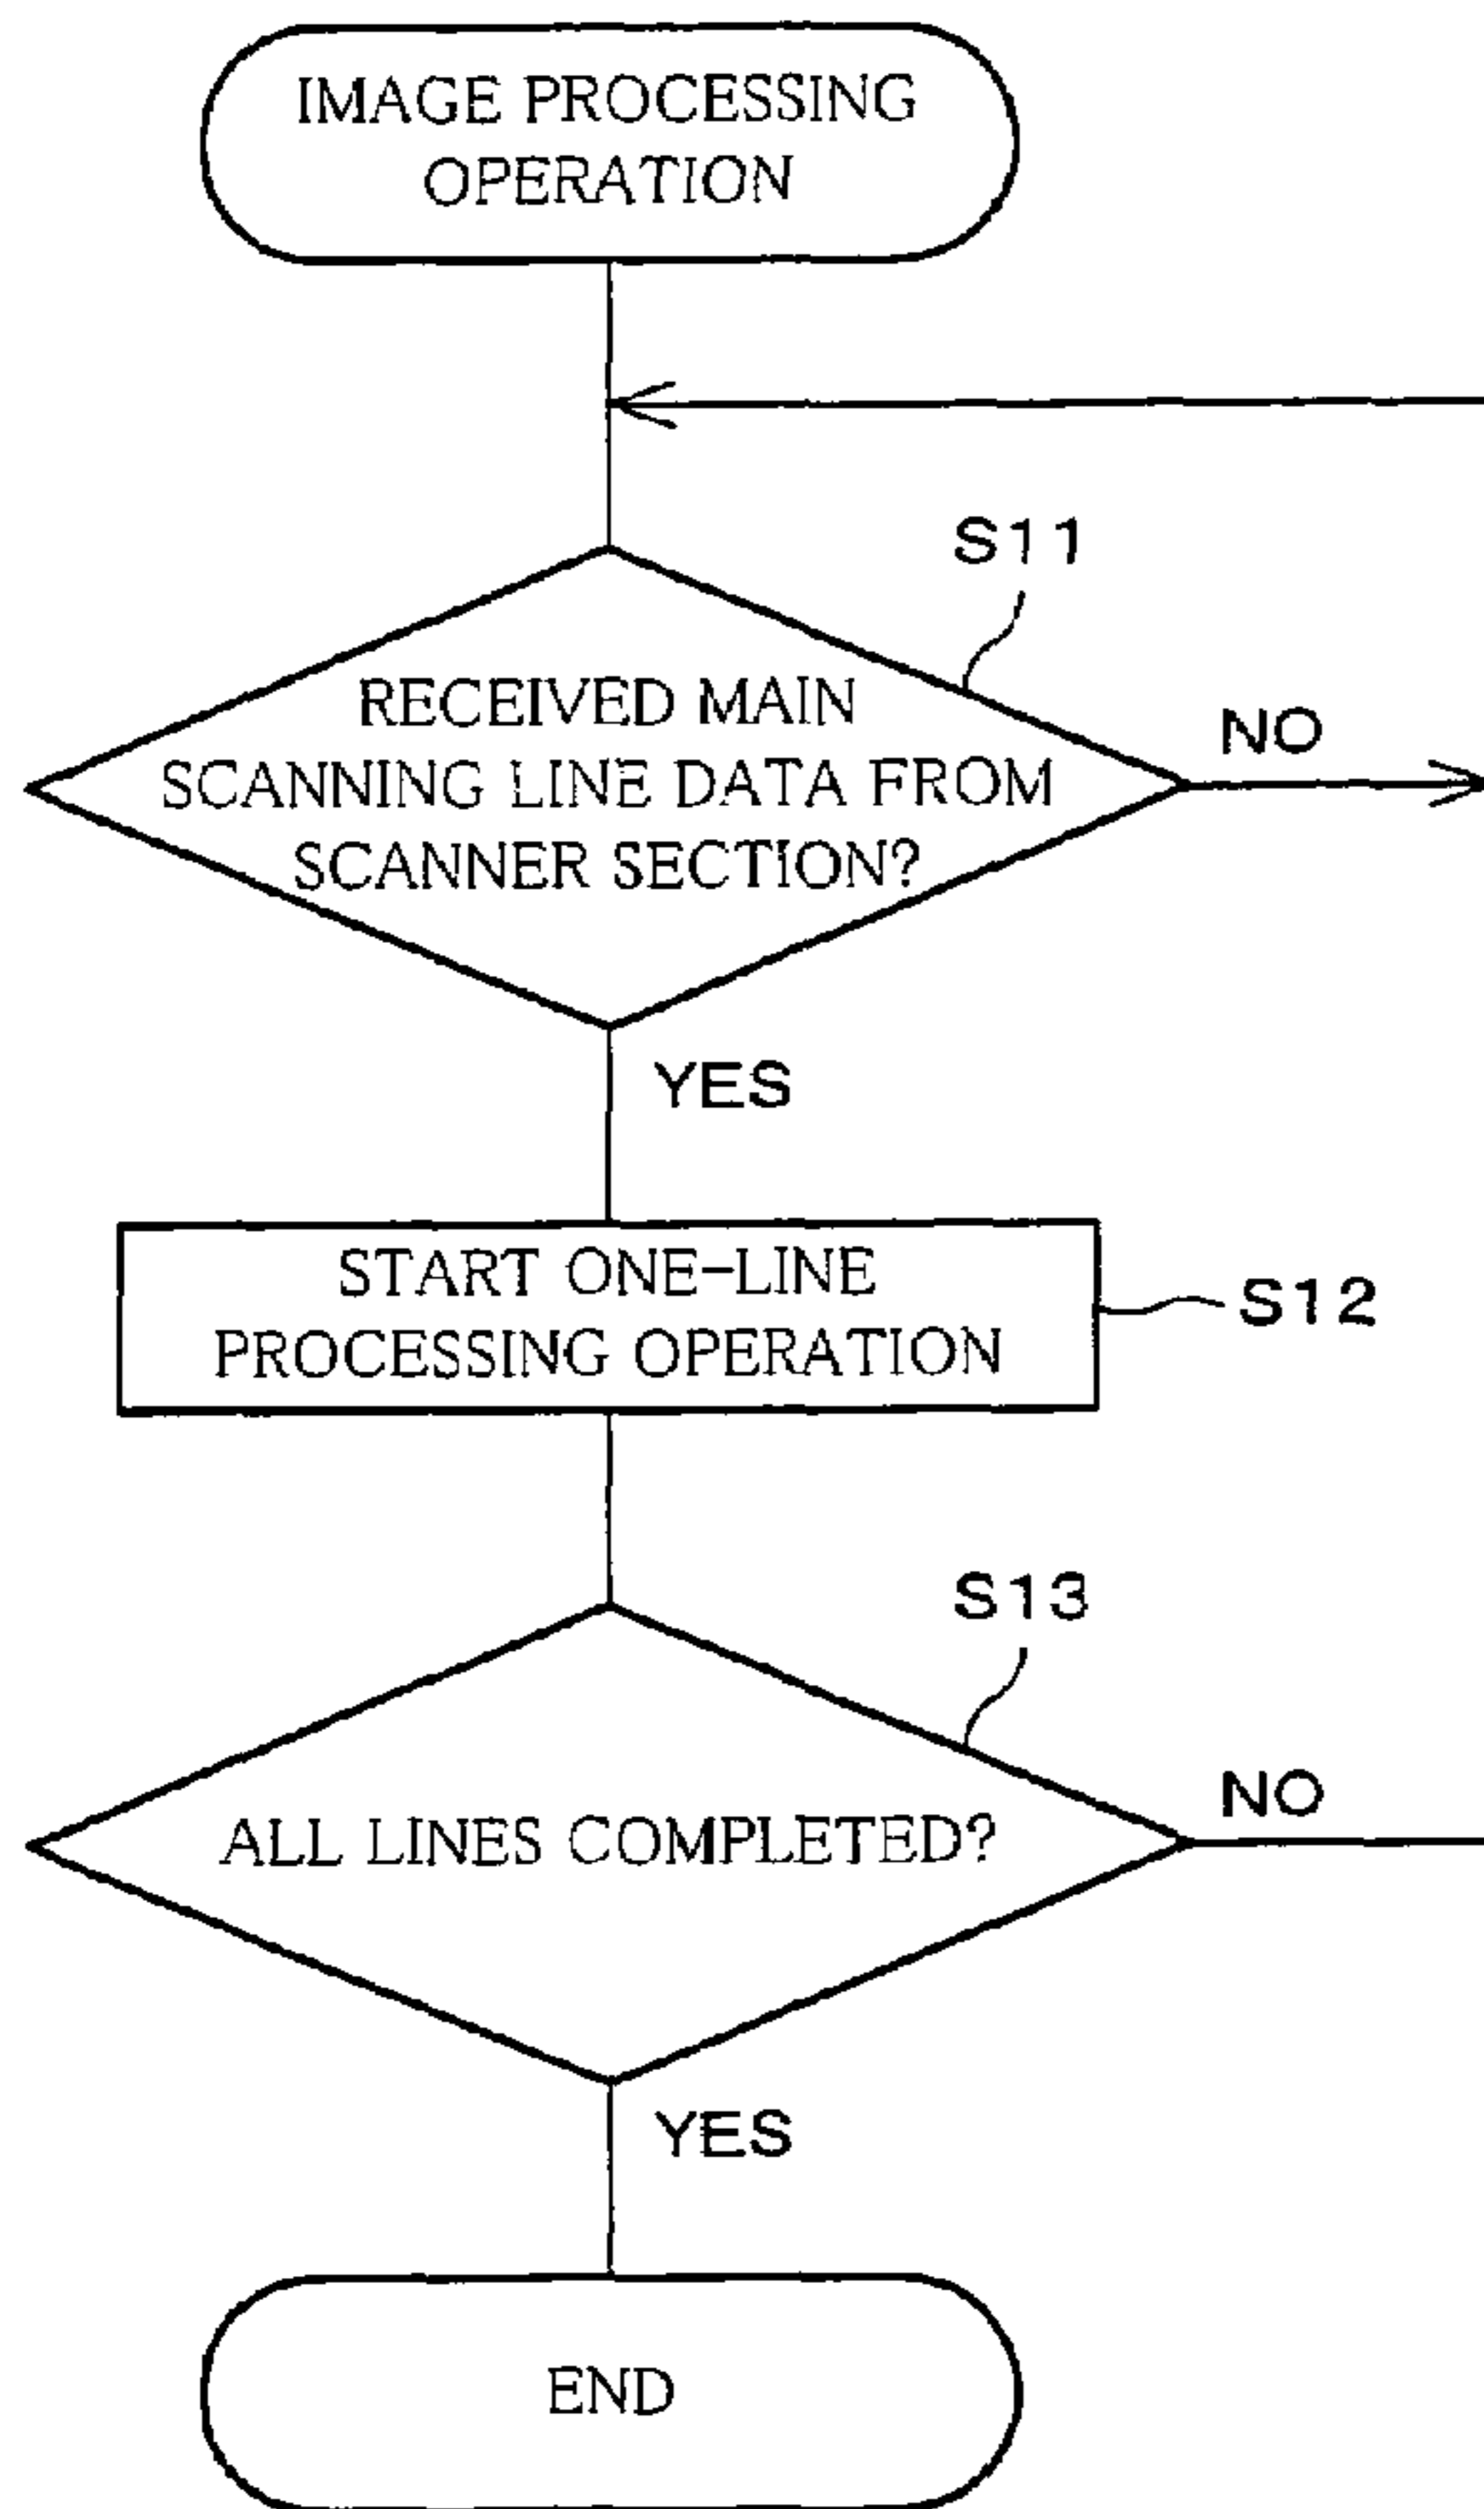 IMAGE PROCESSING
OPERATION
S11
RECEIVED MAIN
SCANNING LINE DATA FROM
SCANNER SECTION?
NO
YES
START ONE-LINE
PROCESSING OPERATION
S12
S13
ALL LINES COMPLETED?
NO
YES
END